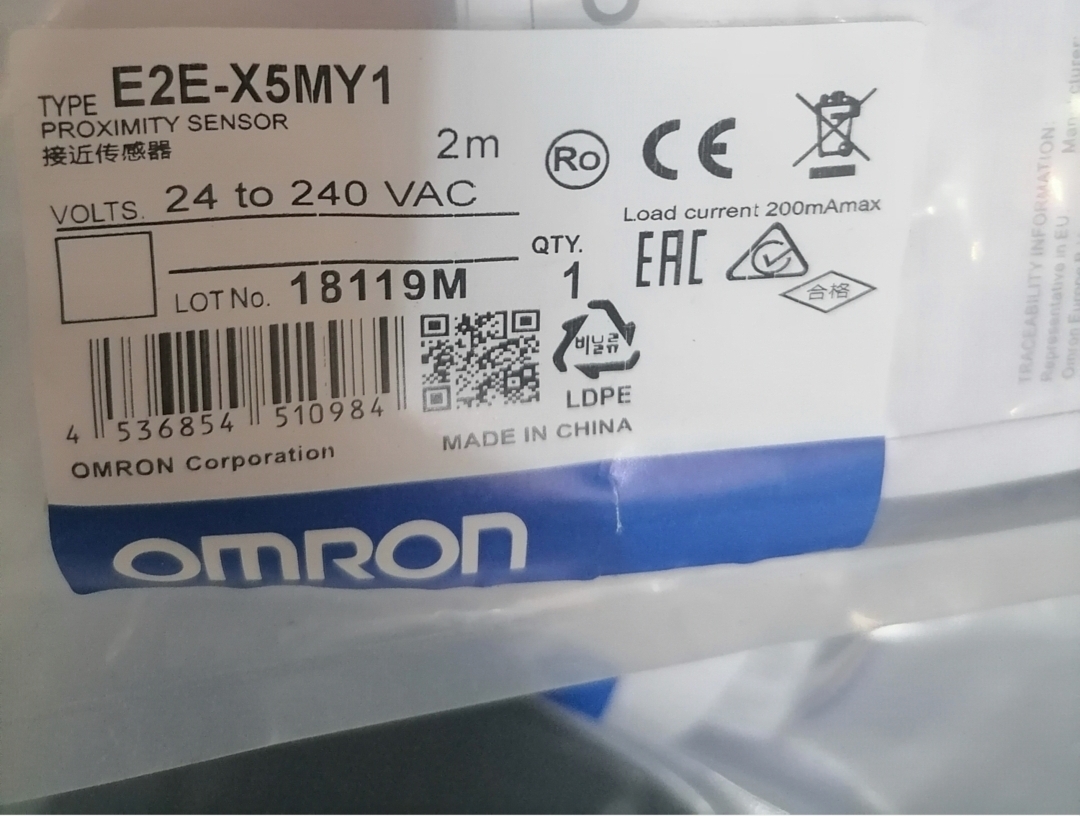 TYPE E2E-X5MY1
PROXIMITY SENSOR
接近传感器
2m
Ro
CE
VOLTS. 24 to 240 VAC
Load current 200mAmax
QTY.
1
EAC
LOT No. 18119M
合格
비닐류
LDPE
4 536854 510984
MADE IN CHINA
OMRON Corporation
OMRON
TRACEABILITY INFORMATION:
Representative in EU
Omron Europe